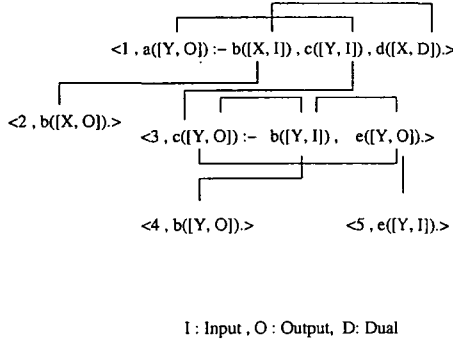 <1 , a([Y, O]) :- b([X, I]) , c([Y, I]) , d([X, D]).>
<2 , b([X, O]).>
<3 , c([Y, O]) :- b([Y, I]) , e([Y, O]).>
<4 , b([Y, O]).>
<5 , e([Y, I]).>
I : Input , O : Output, D: Dual